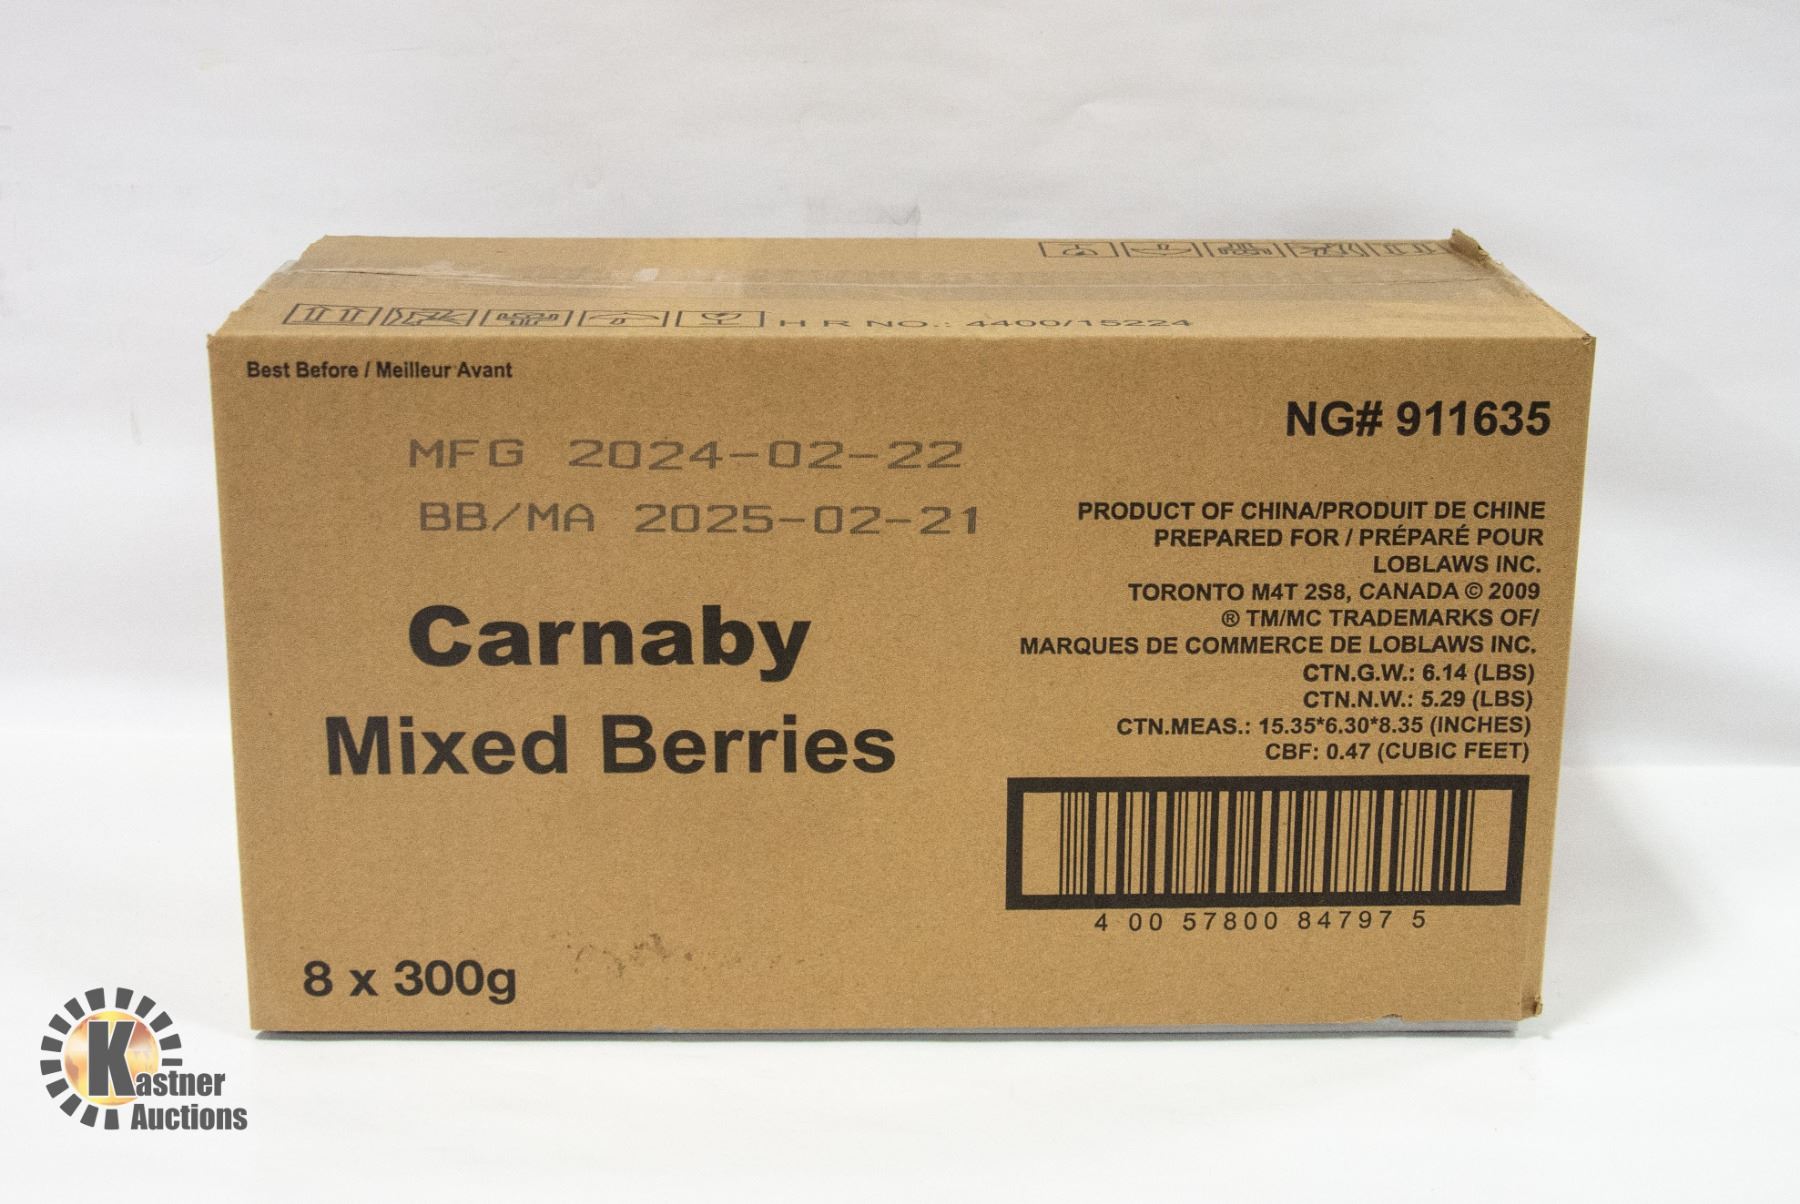 H R NO.: 4400/15224
Best Before / Meilleur Avant
MFG 2024-02-22
BB/MA 2025-02-21
Carnaby
Mixed Berries
8 x 300g
NG# 911635
PRODUCT OF CHINA/PRODUIT DE CHINE
PREPARED FOR / PRÉPARÉ POUR
LOBLAWS INC.
TORONTO M4T 2S8, CANADA © 2009
® TM/MC TRADEMARKS OF/
MARQUES DE COMMERCE DE LOBLAWS INC.
CTN.G.W.: 6.14 (LBS)
CTN.N.W.: 5.29 (LBS)
CTN.MEAS.: 15.35*6.30*8.35 (INCHES)
CBF: 0.47 (CUBIC FEET)
4 00 57800 84797 5
Kastner
Auctions